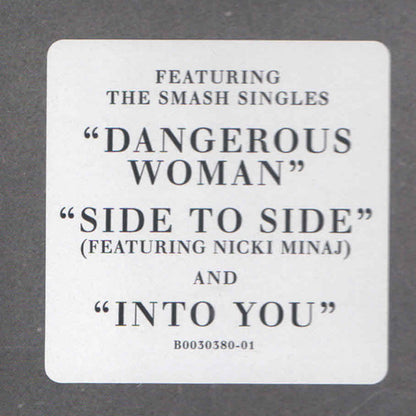 FEATURING
THE SMASH SINGLES
“DANGEROUS
WOMAN”
“SIDE TO SIDE”
(FEATURING NICKI MINAJ)
AND
“INTO YOU”
B0030380-01